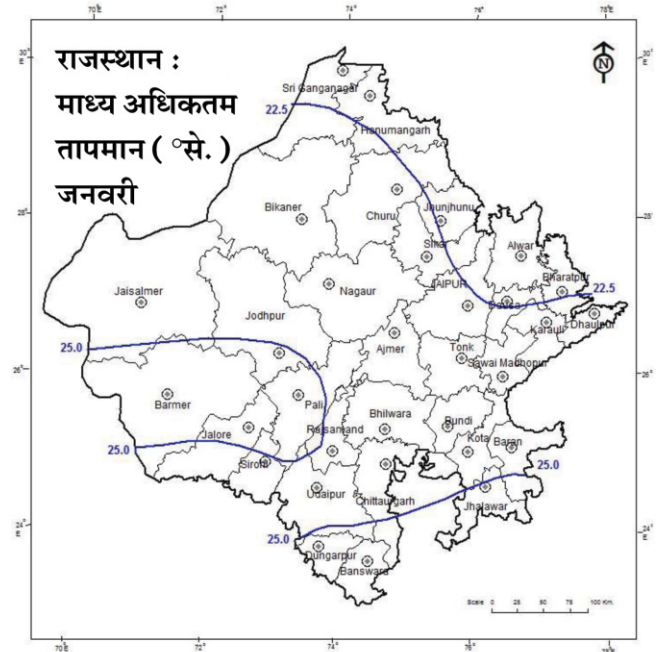 70°E 72° 74° 76° 78°E
राजस्थान :
माध्य अधिकतम
तापमान ( °से. )
जनवरी
N
30°
28°
26°
24°
Sri Ganganagar
22.5
Hanumangarh
Bikaner
Churu
Jhunjhunu
Sikar
Alwar
Bharatpur
22.5
Jaisalmer
Nagaur
JAIPUR
Dausa
Jodhpur
Karauli
Dhaulpur
25.0
Ajmer
Tonk
Sawai Madhopur
Barmer
Pali
Bhilwara
Bundi
Jalore
Rajsamand
Kota
Baran
25.0
Sirohi
25.0
Udaipur
Chittaurgarh
Jhalawar
25.0
Dungarpur
Banswara
Scale 0 25 50 75 100 Km.
70°E 72 74 76 78°E